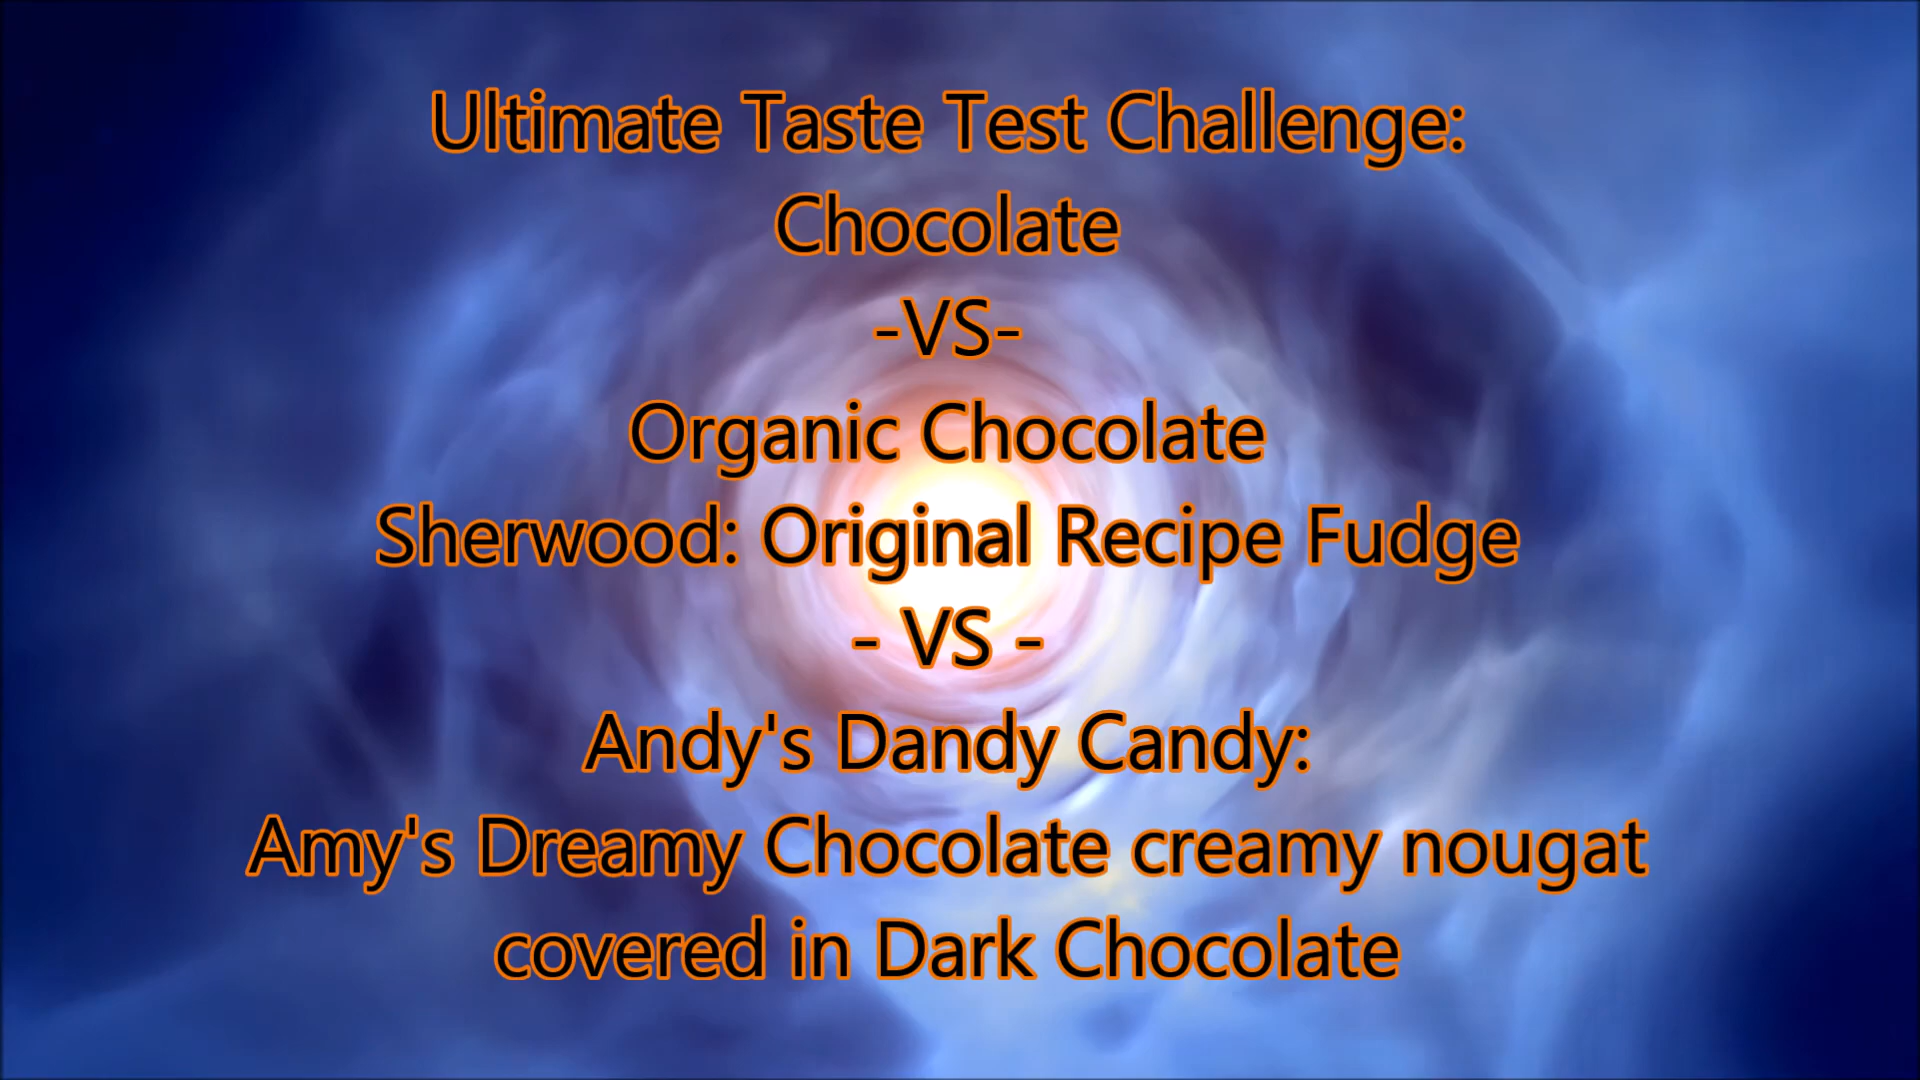 Ultimate Taste Test Challenge:
Chocolate
-VS-
Organic Chocolate
Sherwood: Original Recipe Fudge
- VS -
Andy's Dandy Candy:
Amy's Dreamy Chocolate creamy nougat
covered in Dark Chocolate